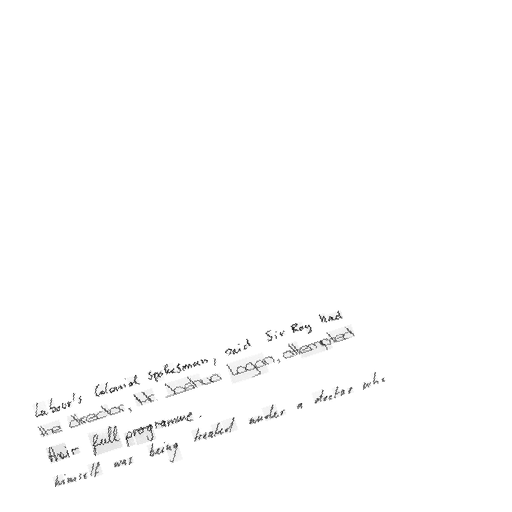 Labour's Colonial spokesman, said Sir Roy had
the director, Mr. Joshua Logan, attempted
their full programme.
himself was being treated under a doctor who